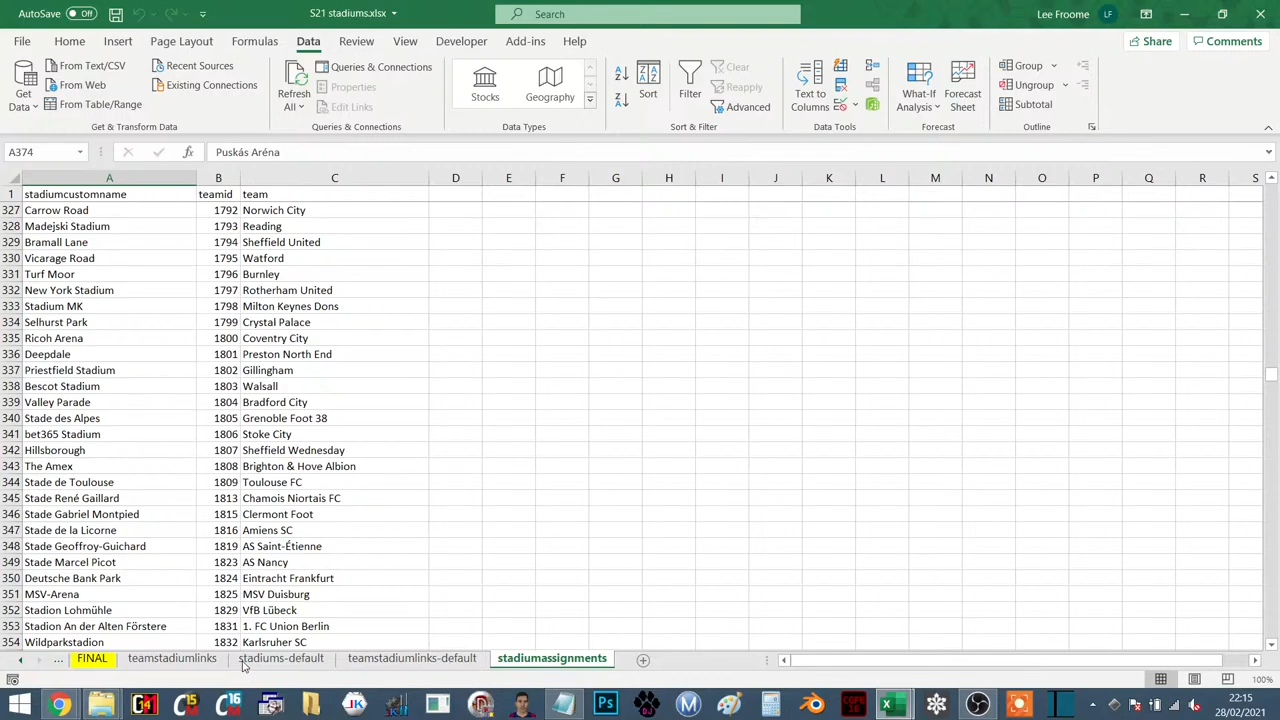 AutoSave Off S21 stadiums.xlsx Search Lee Froome LF
File Home Insert Page Layout Formulas Data Review View Developer Add-ins Help Share Comments
Get Data From Text/CSV From Web From Table/Range Recent Sources Existing Connections
Get & Transform Data
Refresh All Queries & Connections Properties Edit Links
Queries & Connections
Stocks Geography
Data Types
Sort Filter Clear Reapply Advanced
Sort & Filter
Text to Columns
Data Tools
What-If Analysis Forecast Sheet
Forecast
Group Ungroup Subtotal
Outline
A374 fx Puskás Aréna
A B C D E F G H I J K L M N O P Q R S
1 stadiumcustomname teamid team
327 Carrow Road 1792 Norwich City
328 Madejski Stadium 1793 Reading
329 Bramall Lane 1794 Sheffield United
330 Vicarage Road 1795 Watford
331 Turf Moor 1796 Burnley
332 New York Stadium 1797 Rotherham United
333 Stadium MK 1798 Milton Keynes Dons
334 Selhurst Park 1799 Crystal Palace
335 Ricoh Arena 1800 Coventry City
336 Deepdale 1801 Preston North End
337 Priestfield Stadium 1802 Gillingham
338 Bescot Stadium 1803 Walsall
339 Valley Parade 1804 Bradford City
340 Stade des Alpes 1805 Grenoble Foot 38
341 bet365 Stadium 1806 Stoke City
342 Hillsborough 1807 Sheffield Wednesday
343 The Amex 1808 Brighton & Hove Albion
344 Stade de Toulouse 1809 Toulouse FC
345 Stade René Gaillard 1813 Chamois Niortais FC
346 Stade Gabriel Montpied 1815 Clermont Foot
347 Stade de la Licorne 1816 Amiens SC
348 Stade Geoffroy-Guichard 1819 AS Saint-Étienne
349 Stade Marcel Picot 1823 AS Nancy
350 Deutsche Bank Park 1824 Eintracht Frankfurt
351 MSV-Arena 1825 MSV Duisburg
352 Stadion Lohmühle 1829 VfB Lübeck
353 Stadion An der Alten Förstere 1831 1. FC Union Berlin
354 Wildparkstadion 1832 Karlsruher SC
... FINAL teamstadiumlinks stadiums-default teamstadiumlinks-default stadiumassignments
100%
22:15
28/02/2021